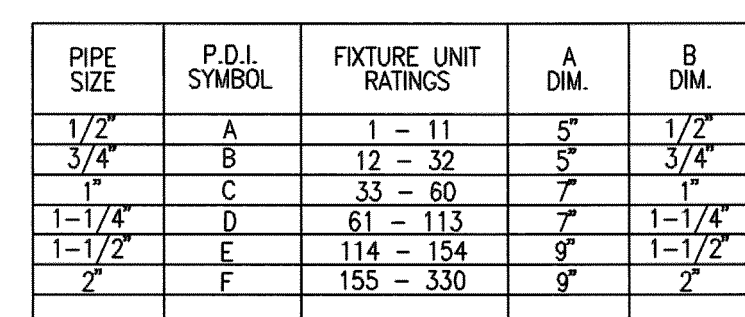 PIPE SIZE P.D.I. SYMBOL FIXTURE UNIT RATINGS A DIM. B DIM.
1/2" A 1 – 11 5" 1/2"
3/4" B 12 – 32 5" 3/4"
1" C 33 – 60 7" 1"
1–1/4" D 61 – 113 7" 1–1/4"
1–1/2" E 114 – 154 9" 1–1/2"
2" F 155 – 330 9" 2"